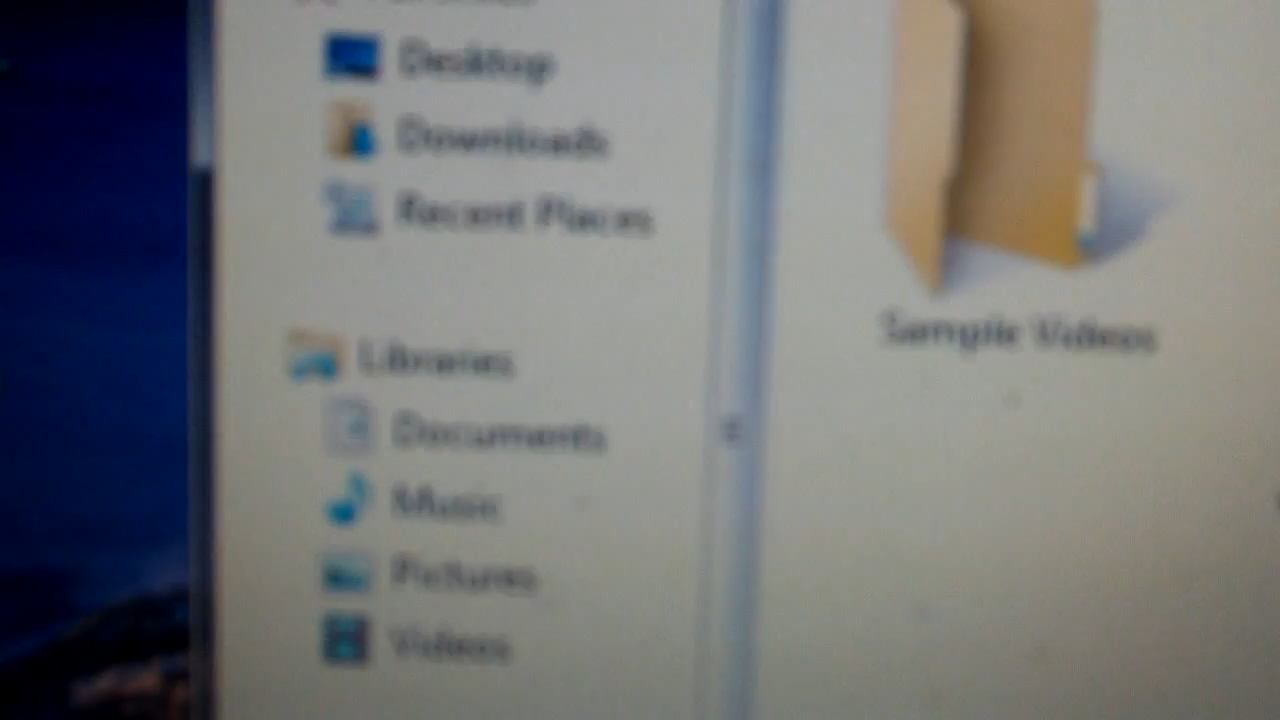 Desktop
Downloads
Recent Places
Libraries
Documents
Music
Pictures
Videos
Sample Videos